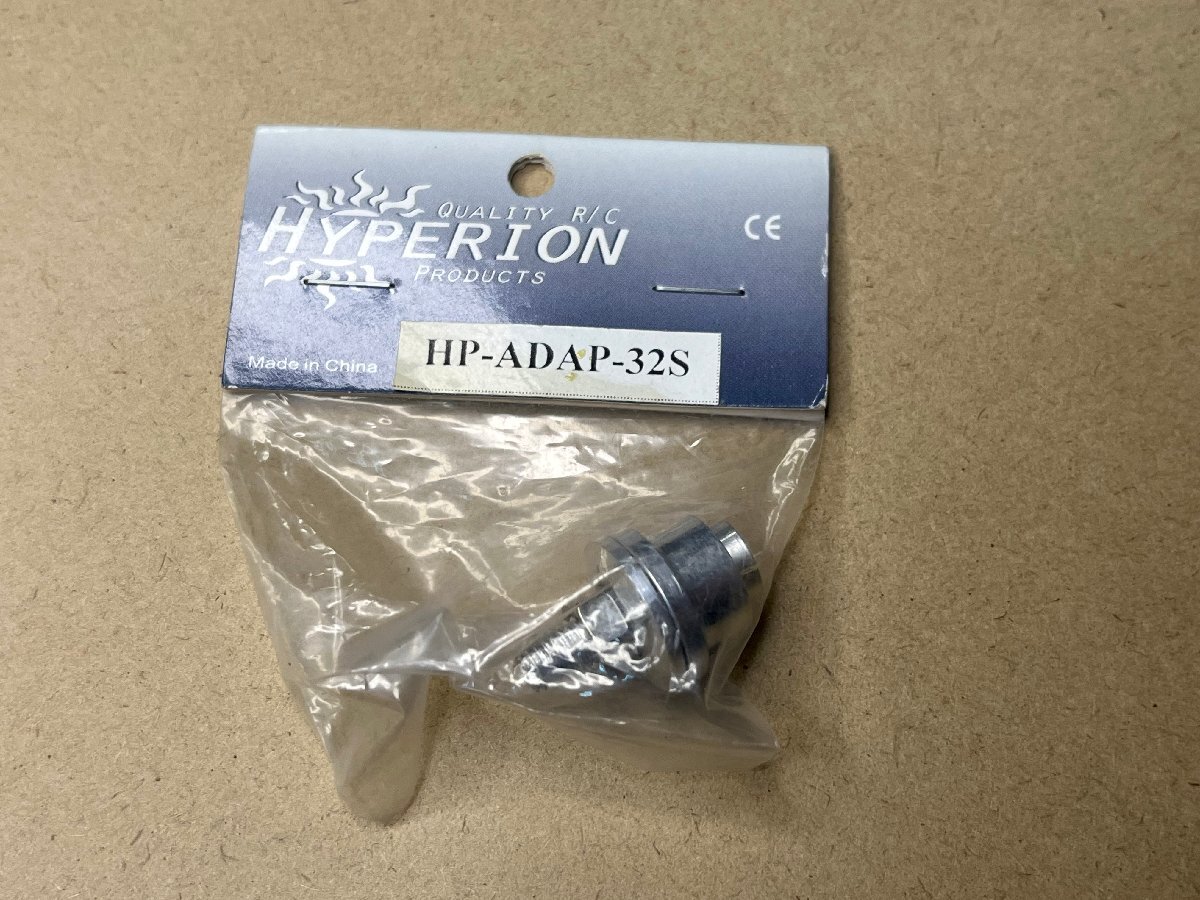 QUALITY R/C
HYPERION
PRODUCTS
CE
Made in China
HP-ADAP-32S